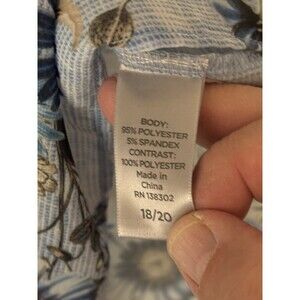 BODY:
95% POLYESTER
5% SPANDEX
CONTRAST:
100% POLYESTER
Made in
China
RN 138302
18/20